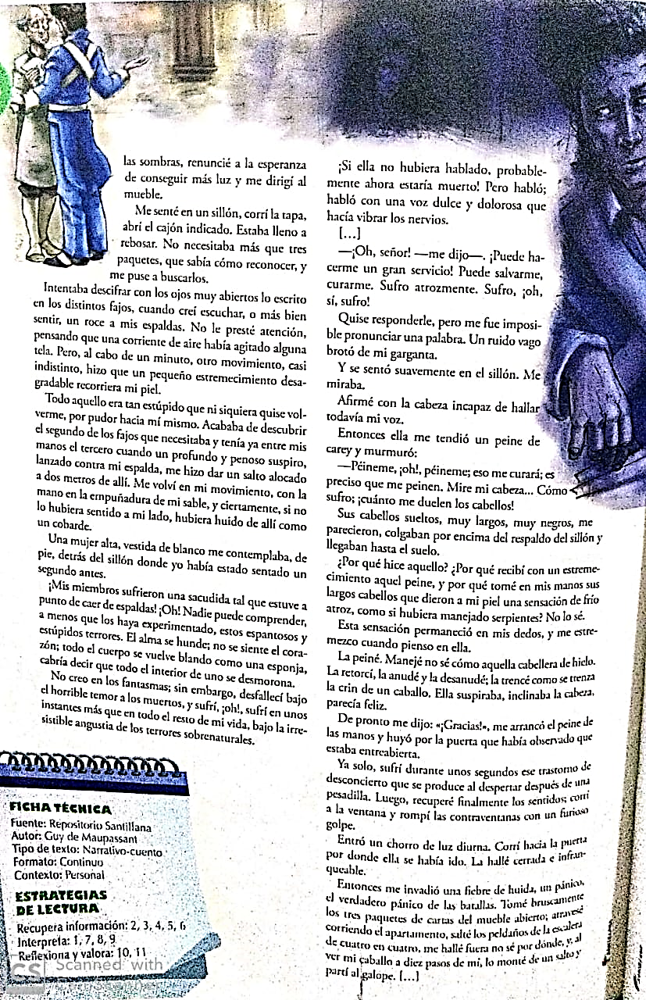 las sombras, renuncié a la esperanza
de conseguir más luz y me dirigí al
mueble.
Me senté en un sillón, corrí la tapa,
abrí el cajón indicado. Estaba lleno a
rebosar. No necesitaba más que tres
paquetes, que sabía cómo reconocer, y
me puse a buscarlos.
Intentaba descifrar con los ojos muy abiertos lo escrito
en los distintos fajos, cuando creí escuchar, o más bien
sentir, un roce a mis espaldas. No le presté atención,
pensando que una corriente de aire había agitado alguna
tela. Pero, al cabo de un minuto, otro movimiento, casi
indistinto, hizo que un pequeño estremecimiento desa-
gradable recorriera mi piel.
Todo aquello era tan estúpido que ni siquiera quise vol-
verme, por pudor hacia mí mismo. Acababa de descubrir
el segundo de los fajos que necesitaba y tenía ya entre mis
manos el tercero cuando un profundo y penoso suspiro,
lanzado contra mi espalda, me hizo dar un salto alocado
a dos metros de allí. Me volví en mi movimiento, con la
mano en la empuñadura de mi sable, y ciertamente, si no
lo hubiera sentido a mi lado, hubiera huido de allí como
un cobarde.
Una mujer alta, vestida de blanco me contemplaba, de
pie, detrás del sillón donde yo había estado sentado un
segundo antes.
¡Mis miembros sufrieron una sacudida tal que estuve a
punto de caer de espaldas! ¡Oh! Nadie puede comprender,
a menos que los haya experimentado, estos espantosos y
estúpidos terrores. El alma se hunde; no se siente el cora-
zón; todo el cuerpo se vuelve blando como una esponja,
cabría decir que todo el interior de uno se desmorona.
No creo en los fantasmas; sin embargo, desfallecí bajo
el horrible temor a los muertos, y sufrí, ¡oh!, sufrí en unos
instantes más que en todo el resto de mi vida, bajo la irre-
sistible angustia de los terrores sobrenaturales.
FICHA TÉCNICA
Fuente: Repositorio Santillana
Autor: Guy de Maupassant
Tipo de texto: Narrativo-cuento
Formato: Continuo
Contexto: Personal
ESTRATEGIAS
DE LECTURA
Recupera información: 2, 3, 4, 5, 6
Interpreta: 1, 7, 8, 9
Reflexiona y valora: 10, 11
CS Scanned with
¡Si ella no hubiera hablado, probable-
mente ahora estaría muerto! Pero habló;
habló con una voz dulce y dolorosa que
hacía vibrar los nervios.
[...]
—¡Oh, señor! —me dijo—. ¡Puede ha-
cerme un gran servicio! Puede salvarme,
curarme. Sufro atrozmente. Sufro, ¡oh,
sí, sufro!
Quise responderle, pero me fue imposi-
ble pronunciar una palabra. Un ruido vago
brotó de mi garganta.
Y se sentó suavemente en el sillón. Me
miraba.
Afirmé con la cabeza incapaz de hallar
todavía mi voz.
Entonces ella me tendió un peine de
carey y murmuró:
—Péineme, ¡oh!, péineme; eso me curará; es
preciso que me peinen. Mire mi cabeza... Cómo
sufro; ¡cuánto me duelen los cabellos!
Sus cabellos sueltos, muy largos, muy negros, me
parecieron, colgaban por encima del respaldo del sillón y
llegaban hasta el suelo.
¿Por qué hice aquello? ¿Por qué recibí con un estreme-
cimiento aquel peine, y por qué tomé en mis manos sus
largos cabellos que dieron a mi piel una sensación de frío
atroz, como si hubiera manejado serpientes? No lo sé.
Esta sensación permaneció en mis dedos, y me estre-
mezco cuando pienso en ella.
La peiné. Manejé no sé cómo aquella cabellera de hielo.
La retorcí, la anudé y la desanudé; la trencé como se trenza
la crin de un caballo. Ella suspiraba, inclinaba la cabeza,
parecía feliz.
De pronto me dijo: «¡Gracias!», me arrancó el peine de
las manos y huyó por la puerta que había observado que
estaba entreabierta.
Ya solo, sufrí durante unos segundos ese trastorno de
desconcierto que se produce al despertar después de una
pesadilla. Luego, recuperé finalmente los sentidos; corrí
a la ventana y rompí las contraventanas con un furioso
golpe.
Entró un chorro de luz diurna. Corrí hacia la puerta
por donde ella se había ido. La hallé cerrada e infran-
queable.
Entonces me invadió una fiebre de huida, un pánico,
el verdadero pánico de las batallas. Tomé bruscamente
los tres paquetes de cartas del mueble abierto; atravesé
corriendo el apartamento, salté los peldaños de la escalera
de cuatro en cuatro, me hallé fuera no sé por dónde, y, al
ver mi caballo a diez pasos de mí, lo monté de un salto y
partí al galope. [...]